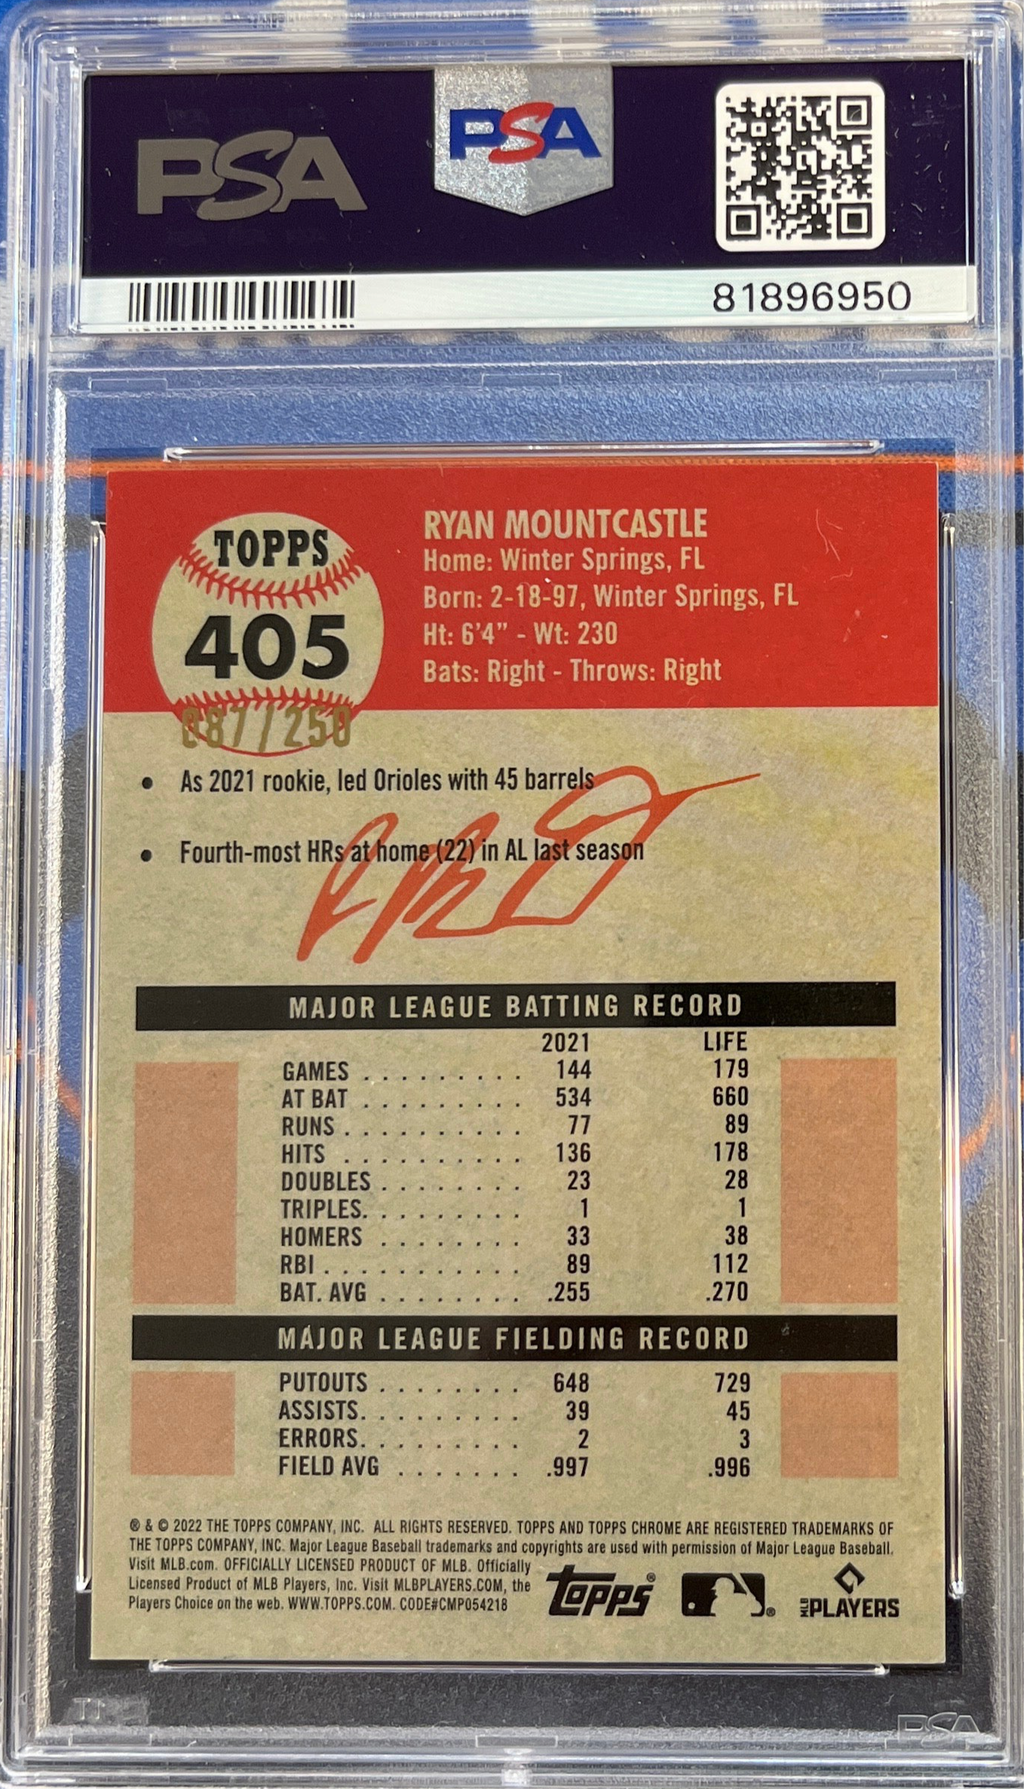 PSA
PSA
81896950
TOPPS
405
087/250
RYAN MOUNTCASTLE
Home: Winter Springs, FL
Born: 2-18-97, Winter Springs, FL
Ht: 6'4" - Wt: 230
Bats: Right - Throws: Right
• As 2021 rookie, led Orioles with 45 barrels
• Fourth-most HRs at home (22) in AL last season
MAJOR LEAGUE BATTING RECORD
2021 LIFE
GAMES . . . . . . . . . 144 179
AT BAT . . . . . . . . . 534 660
RUNS . . . . . . . . . . 77 89
HITS . . . . . . . . . . 136 178
DOUBLES . . . . . . . . 23 28
TRIPLES. . . . . . . . . 1 1
HOMERS . . . . . . . . 33 38
RBI . . . . . . . . . . . 89 112
BAT. AVG . . . . . . . . .255 .270
MAJOR LEAGUE FIELDING RECORD
PUTOUTS . . . . . . . . 648 729
ASSISTS. . . . . . . . . 39 45
ERRORS. . . . . . . . . 2 3
FIELD AVG . . . . . . . .997 .996
® & © 2022 THE TOPPS COMPANY, INC. ALL RIGHTS RESERVED. TOPPS AND TOPPS CHROME ARE REGISTERED TRADEMARKS OF
THE TOPPS COMPANY, INC. Major League Baseball trademarks and copyrights are used with permission of Major League Baseball.
Visit MLB.com. OFFICIALLY LICENSED PRODUCT OF MLB. Officially
Licensed Product of MLB Players, Inc. Visit MLBPLAYERS.COM, the
Players Choice on the web. WWW.TOPPS.COM. CODE#CMP054218
topps®
®
MLB PLAYERS
PSA